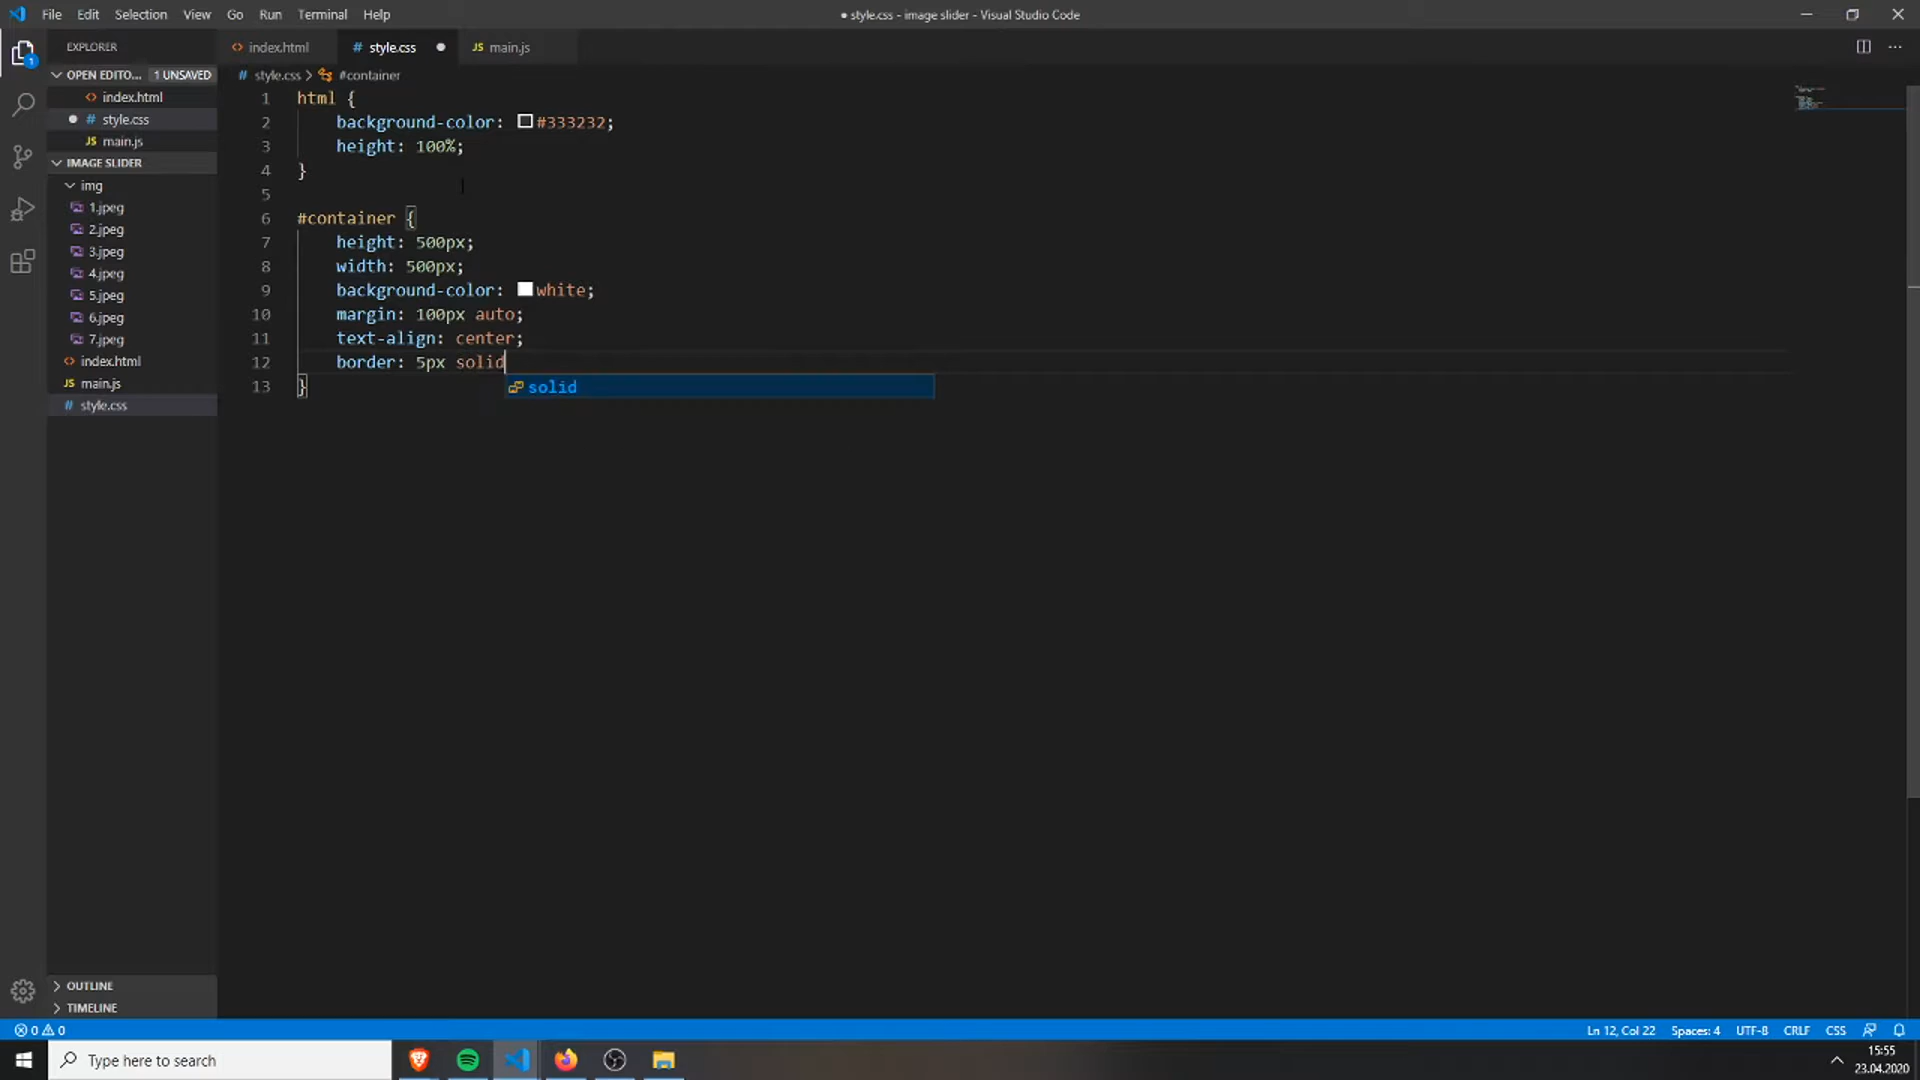 File Edit Selection View Go Run Terminal Help
● style.css - image slider - Visual Studio Code
EXPLORER
index.html
# style.css ●
JS main.js
OPEN EDITO... 1 UNSAVED
# style.css > #container
index.html
● # style.css
JS main.js
IMAGE SLIDER
img
1.jpeg
2.jpeg
3.jpeg
4.jpeg
5.jpeg
6.jpeg
7.jpeg
index.html
JS main.js
# style.css
1 html {
2 background-color: #333232;
3 height: 100%;
4 }
5
6 #container {
7 height: 500px;
8 width: 500px;
9 background-color: white;
10 margin: 100px auto;
11 text-align: center;
12 border: 5px solid
solid
13 }
1
OUTLINE
TIMELINE
0 0
Ln 12, Col 22 Spaces: 4 UTF-8 CRLF CSS
Type here to search
15:55
23.04.2020